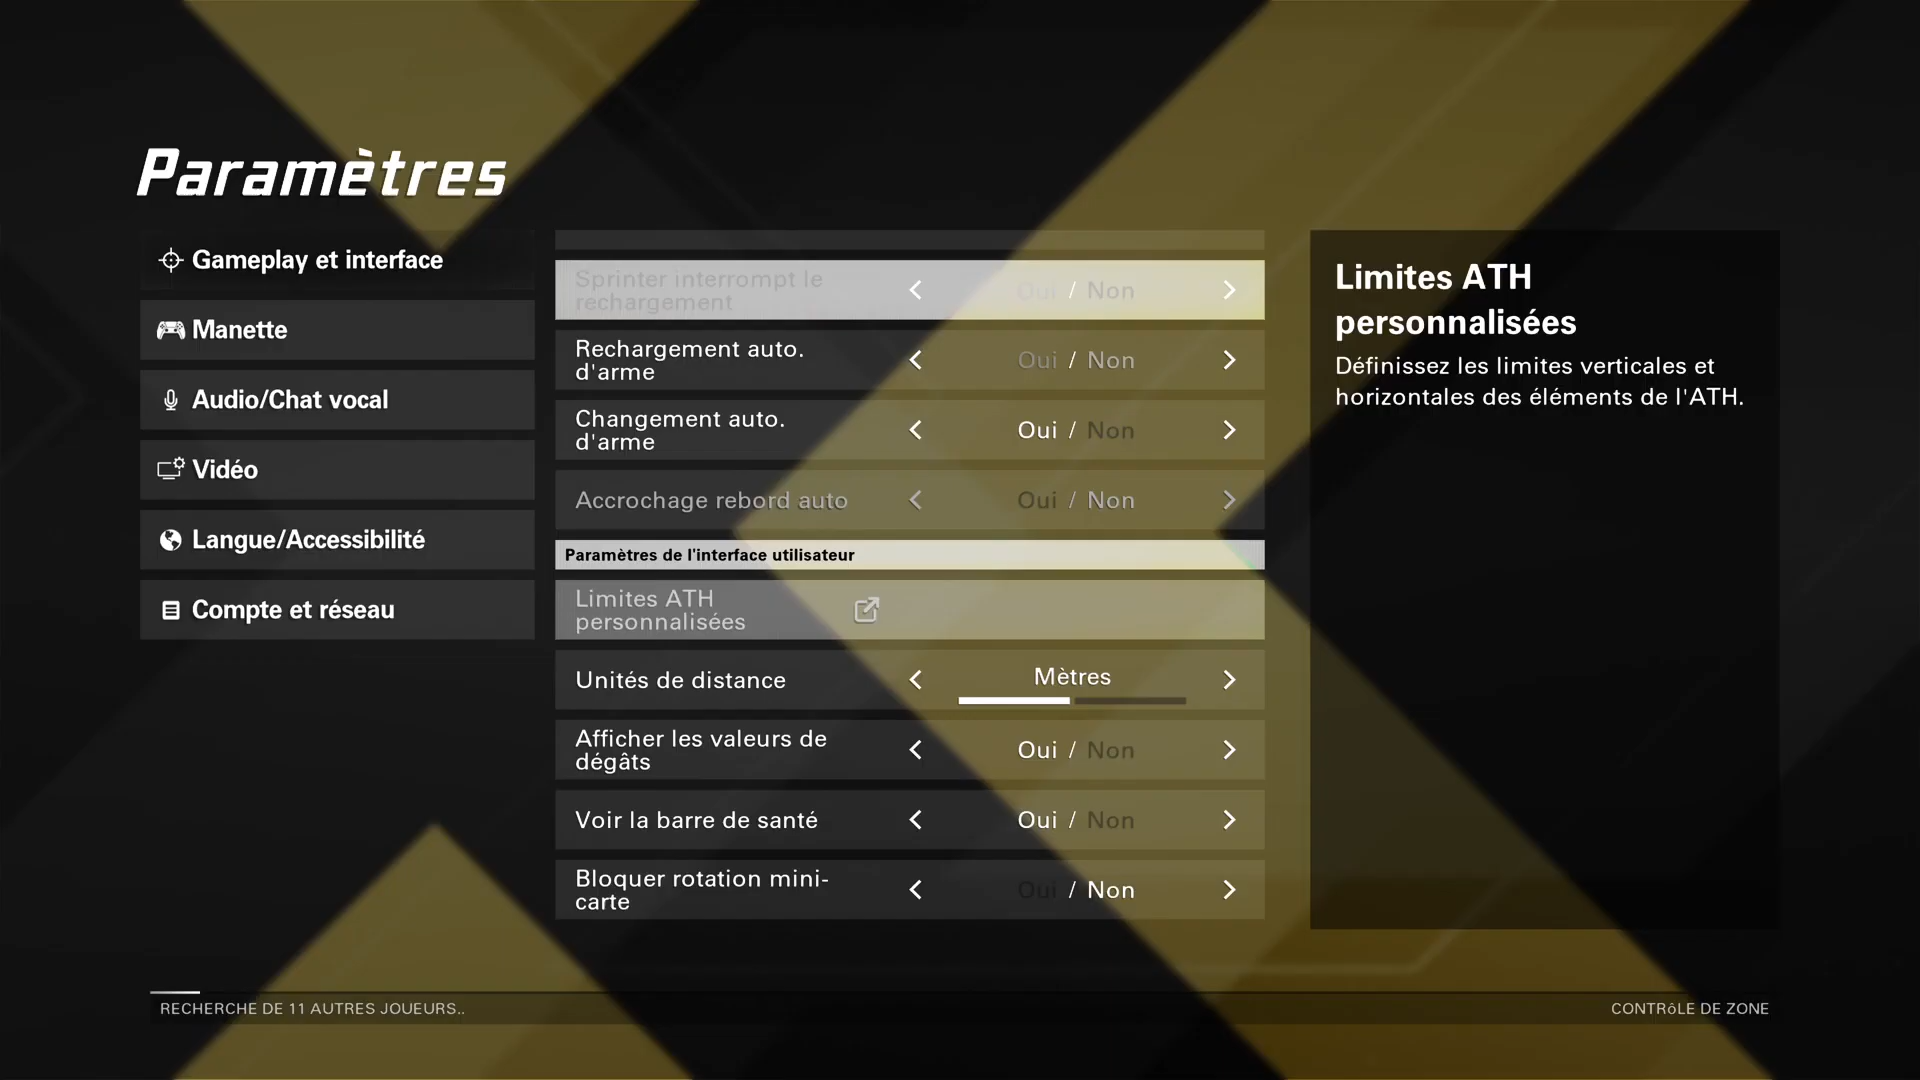 Paramètres
Gameplay et interface
Manette
Audio/Chat vocal
Vidéo
Langue/Accessibilité
Compte et réseau
Sprinter interrompt le
rechargement
Oui / Non
Rechargement auto.
d'arme
Oui / Non
Changement auto.
d'arme
Oui / Non
Accrochage rebord auto
Oui / Non
Paramètres de l'interface utilisateur
Limites ATH
personnalisées
Unités de distance
Mètres
Afficher les valeurs de
dégâts
Oui / Non
Voir la barre de santé
Oui / Non
Bloquer rotation mini-
carte
Oui / Non
Limites ATH
personnalisées
Définissez les limites verticales et
horizontales des éléments de l'ATH.
RECHERCHE DE 11 AUTRES JOUEURS..
CONTRôLE DE ZONE